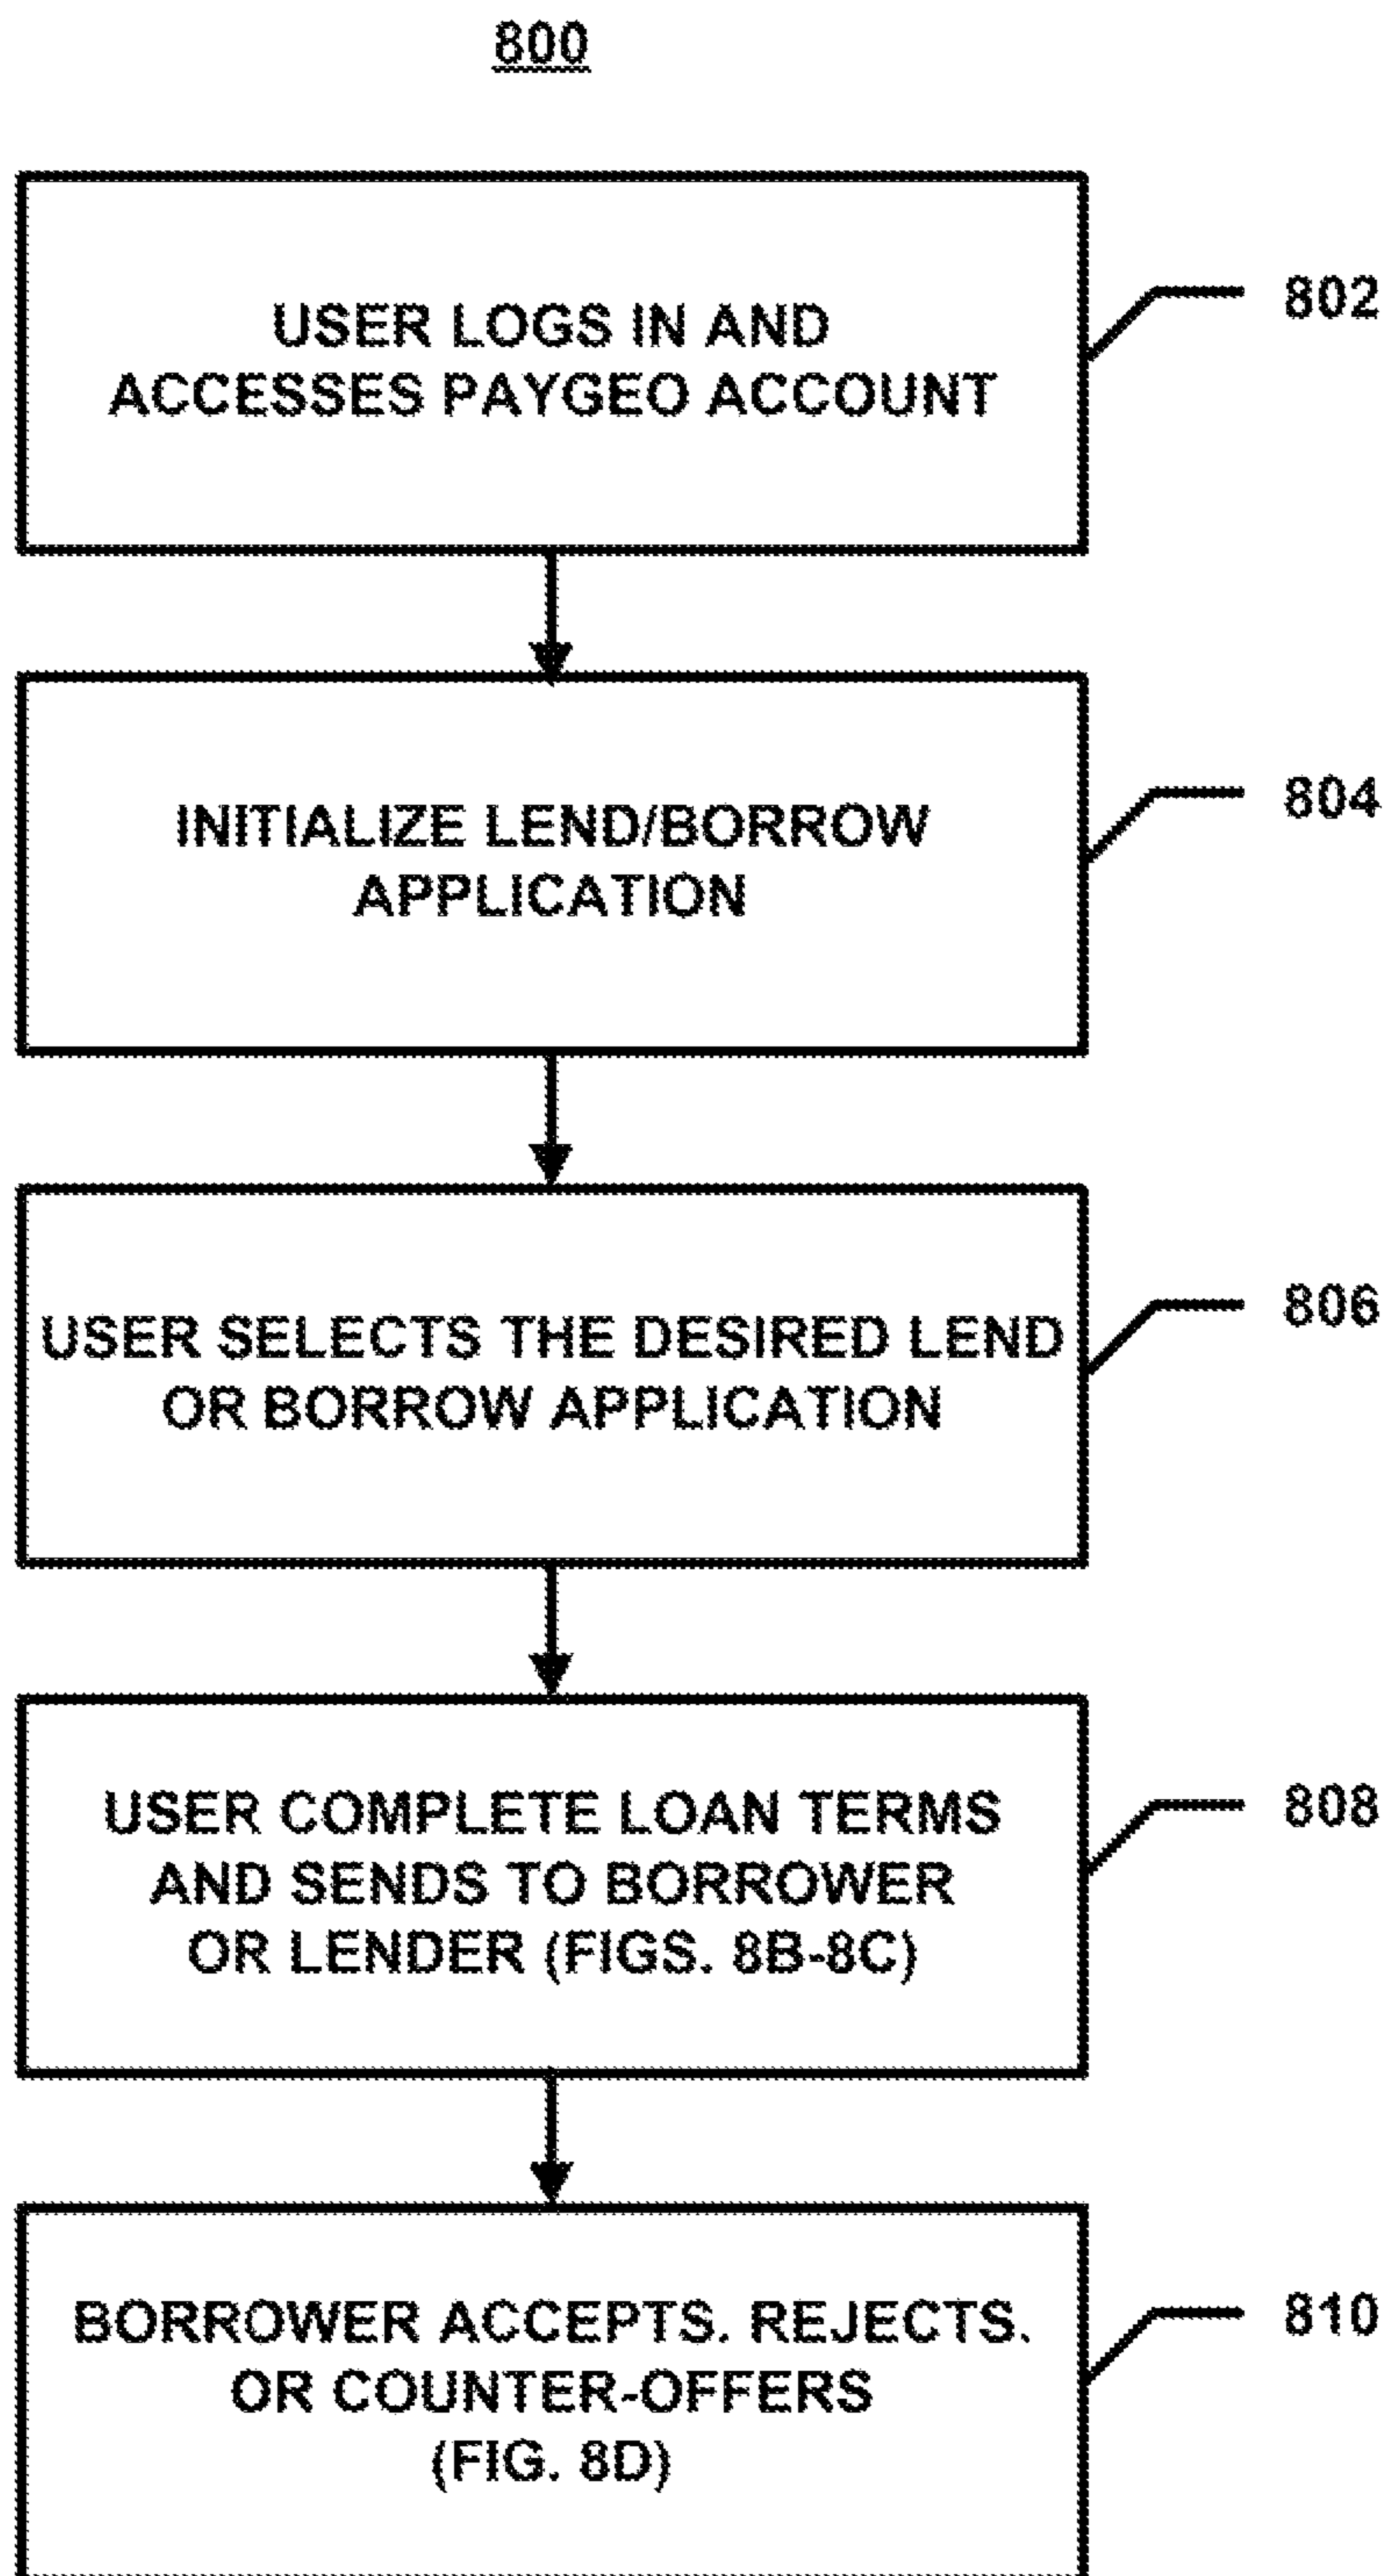 800
USER LOGS IN AND
ACCESSES PAYGEO ACCOUNT
802
INITIALIZE LEND/BORROW
APPLICATION
804
USER SELECTS THE DESIRED LEND
OR BORROW APPLICATION
806
USER COMPLETE LOAN TERMS
AND SENDS TO BORROWER
OR LENDER (FIGS. 8B-8C)
808
BORROWER ACCEPTS. REJECTS.
OR COUNTER-OFFERS
(FIG. 8D)
810